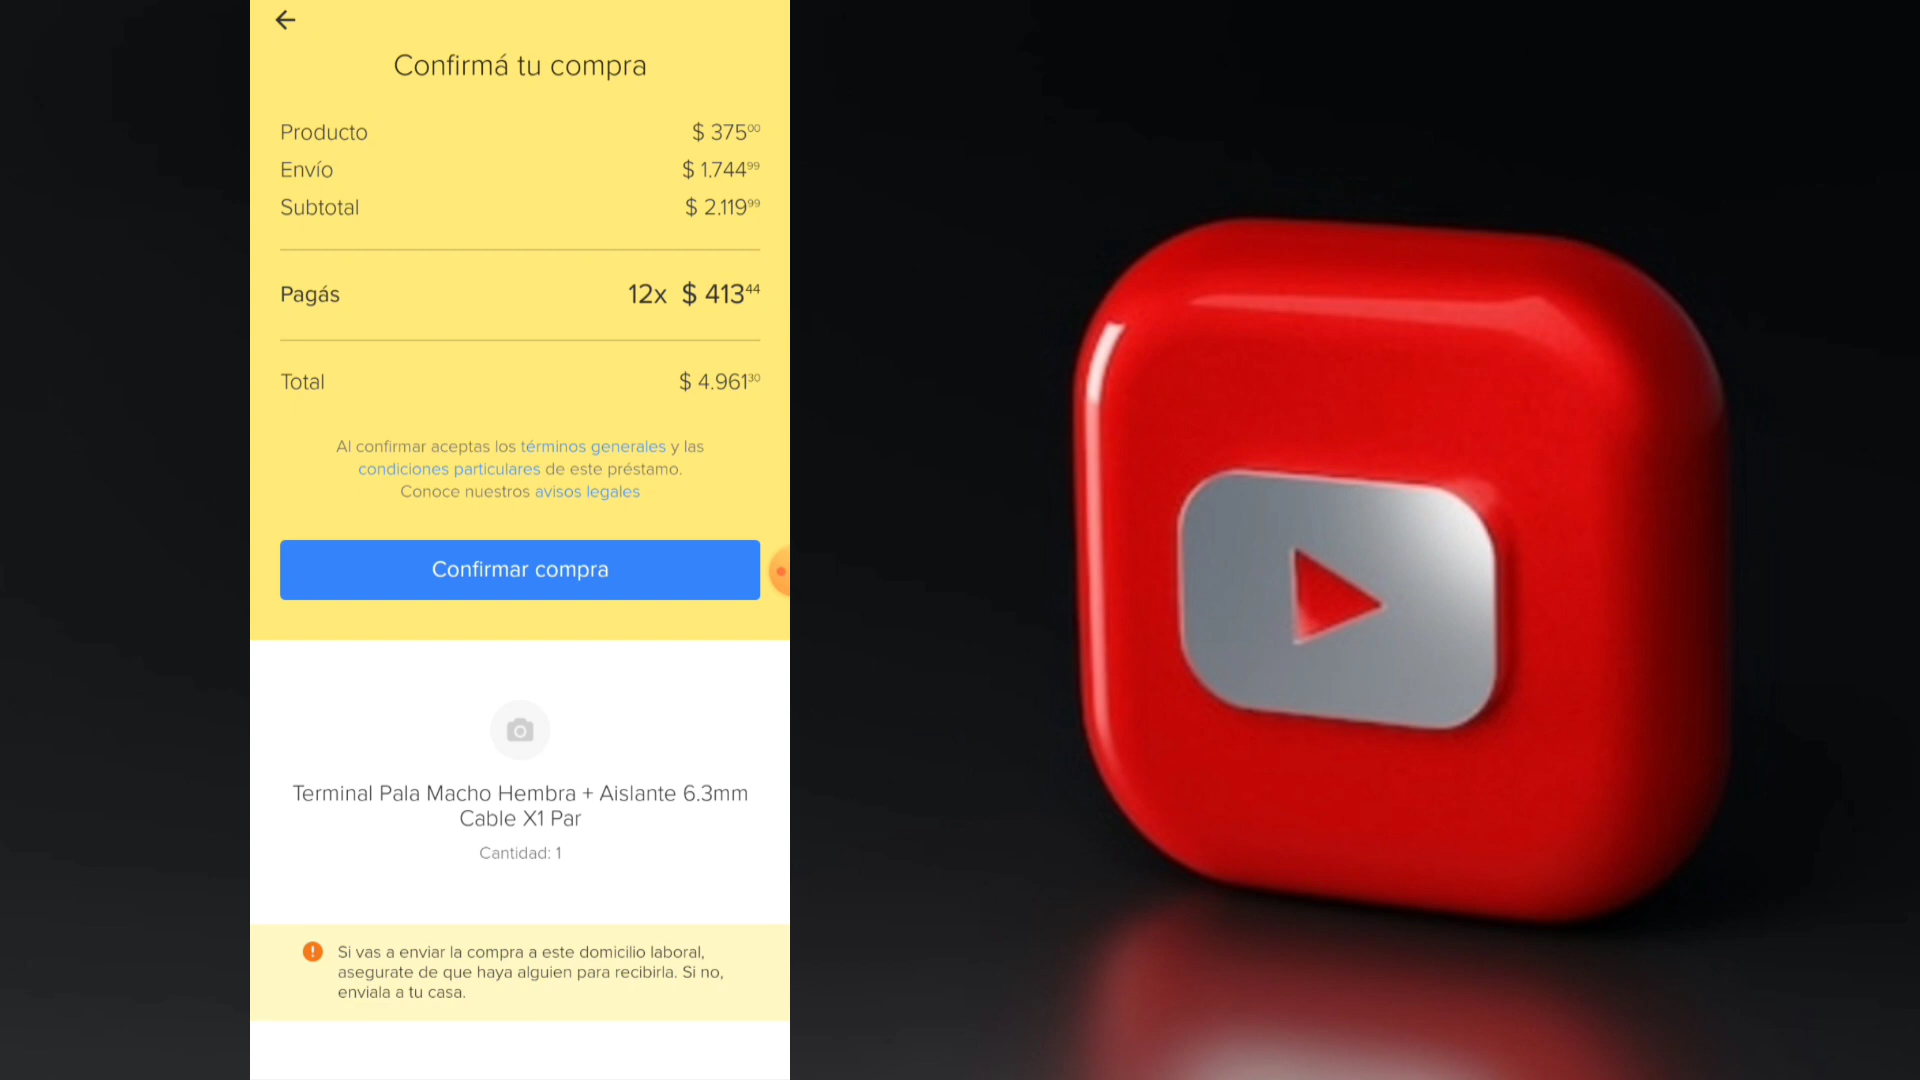 Confirmá tu compra
Producto $ 375⁰⁰
Envío $ 1.744⁹⁹
Subtotal $ 2.119⁹⁹
Pagás 12x $ 413⁴⁴
Total $ 4.961³⁰
Al confirmar aceptas los términos generales y las
condiciones particulares de este préstamo.
Conoce nuestros avisos legales
Confirmar compra
Terminal Pala Macho Hembra + Aislante 6.3mm
Cable X1 Par
Cantidad: 1
Si vas a enviar la compra a este domicilio laboral,
asegurate de que haya alguien para recibirla. Si no,
enviala a tu casa.